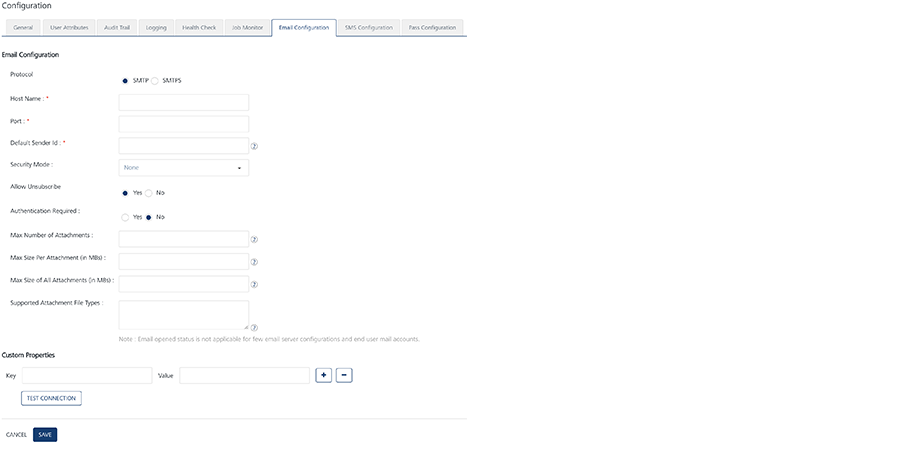 Configuration
General User Attributes Audit Trail Logging Health Check Job Monitor Email Configuration SMS Configuration Fass Configuration
Email Configuration
Protocol SMTP SMTPS
Host Name : *
Port : *
Default Sender Id : * ?
Security Mode : None
Allow Unsubscribe Yes No
Authentication Required : Yes No
Max Number of Attachments : ?
Max Size Per Attachment (in MBs) : ?
Max Size of All Attachments (in MBs) : ?
Supported Attachment File Types : ?
Note : Email opened status is not applicable for few email server configurations and end user mail accounts.
Custom Properties
Key Value + −
TEST CONNECTION
CANCEL SAVE